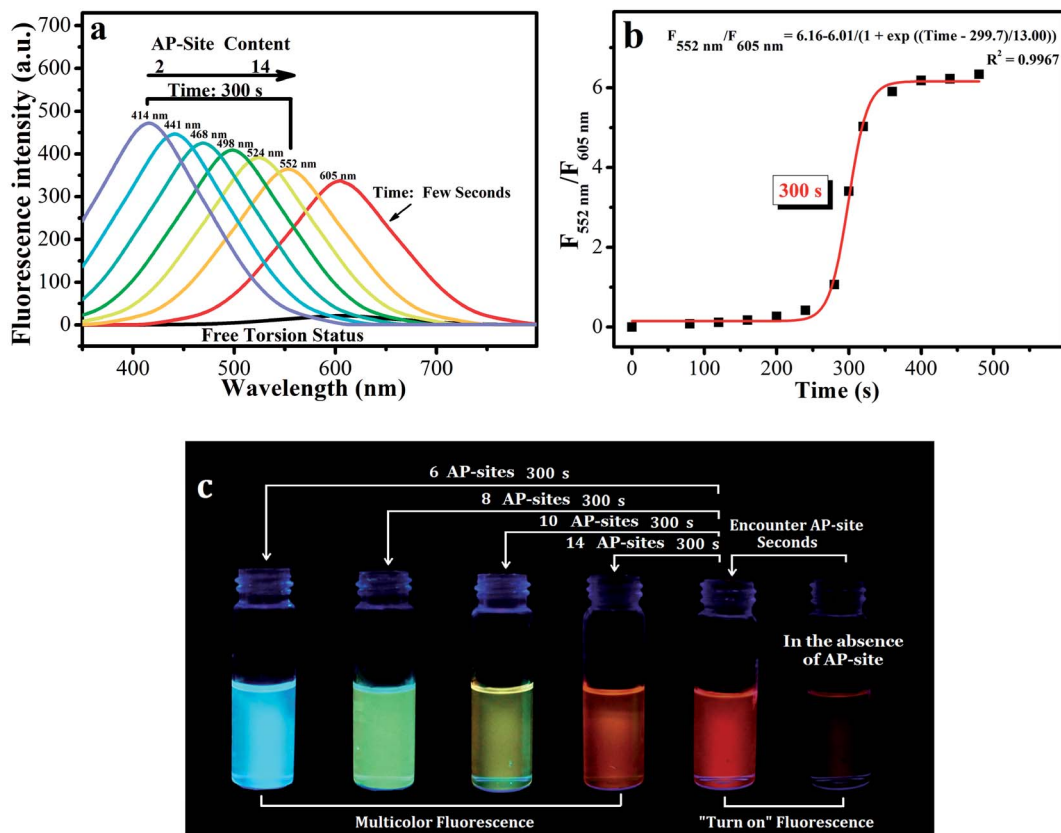 a
AP-Site Content
2 14
Time: 300 s
414 nm
441 nm
468 nm
498 nm
524 nm
552 nm
605 nm
Time: Few Seconds
Free Torsion Status
Fluorescence intensity (a.u.)
700
600
500
400
300
200
100
0
400 500 600 700
Wavelength (nm)
b
F552 nm/F605 nm = 6.16-6.01/(1 + exp ((Time - 299.7)/13.00))
R² = 0.9967
300 s
F552 nm/F605 nm
6
4
2
0
0 100 200 300 400 500
Time (s)
c
6 AP-sites 300 s
8 AP-sites 300 s
10 AP-sites 300 s
14 AP-sites 300 s
Encounter AP-site
Seconds
In the absence
of AP-site
Multicolor Fluorescence
"Turn on" Fluorescence